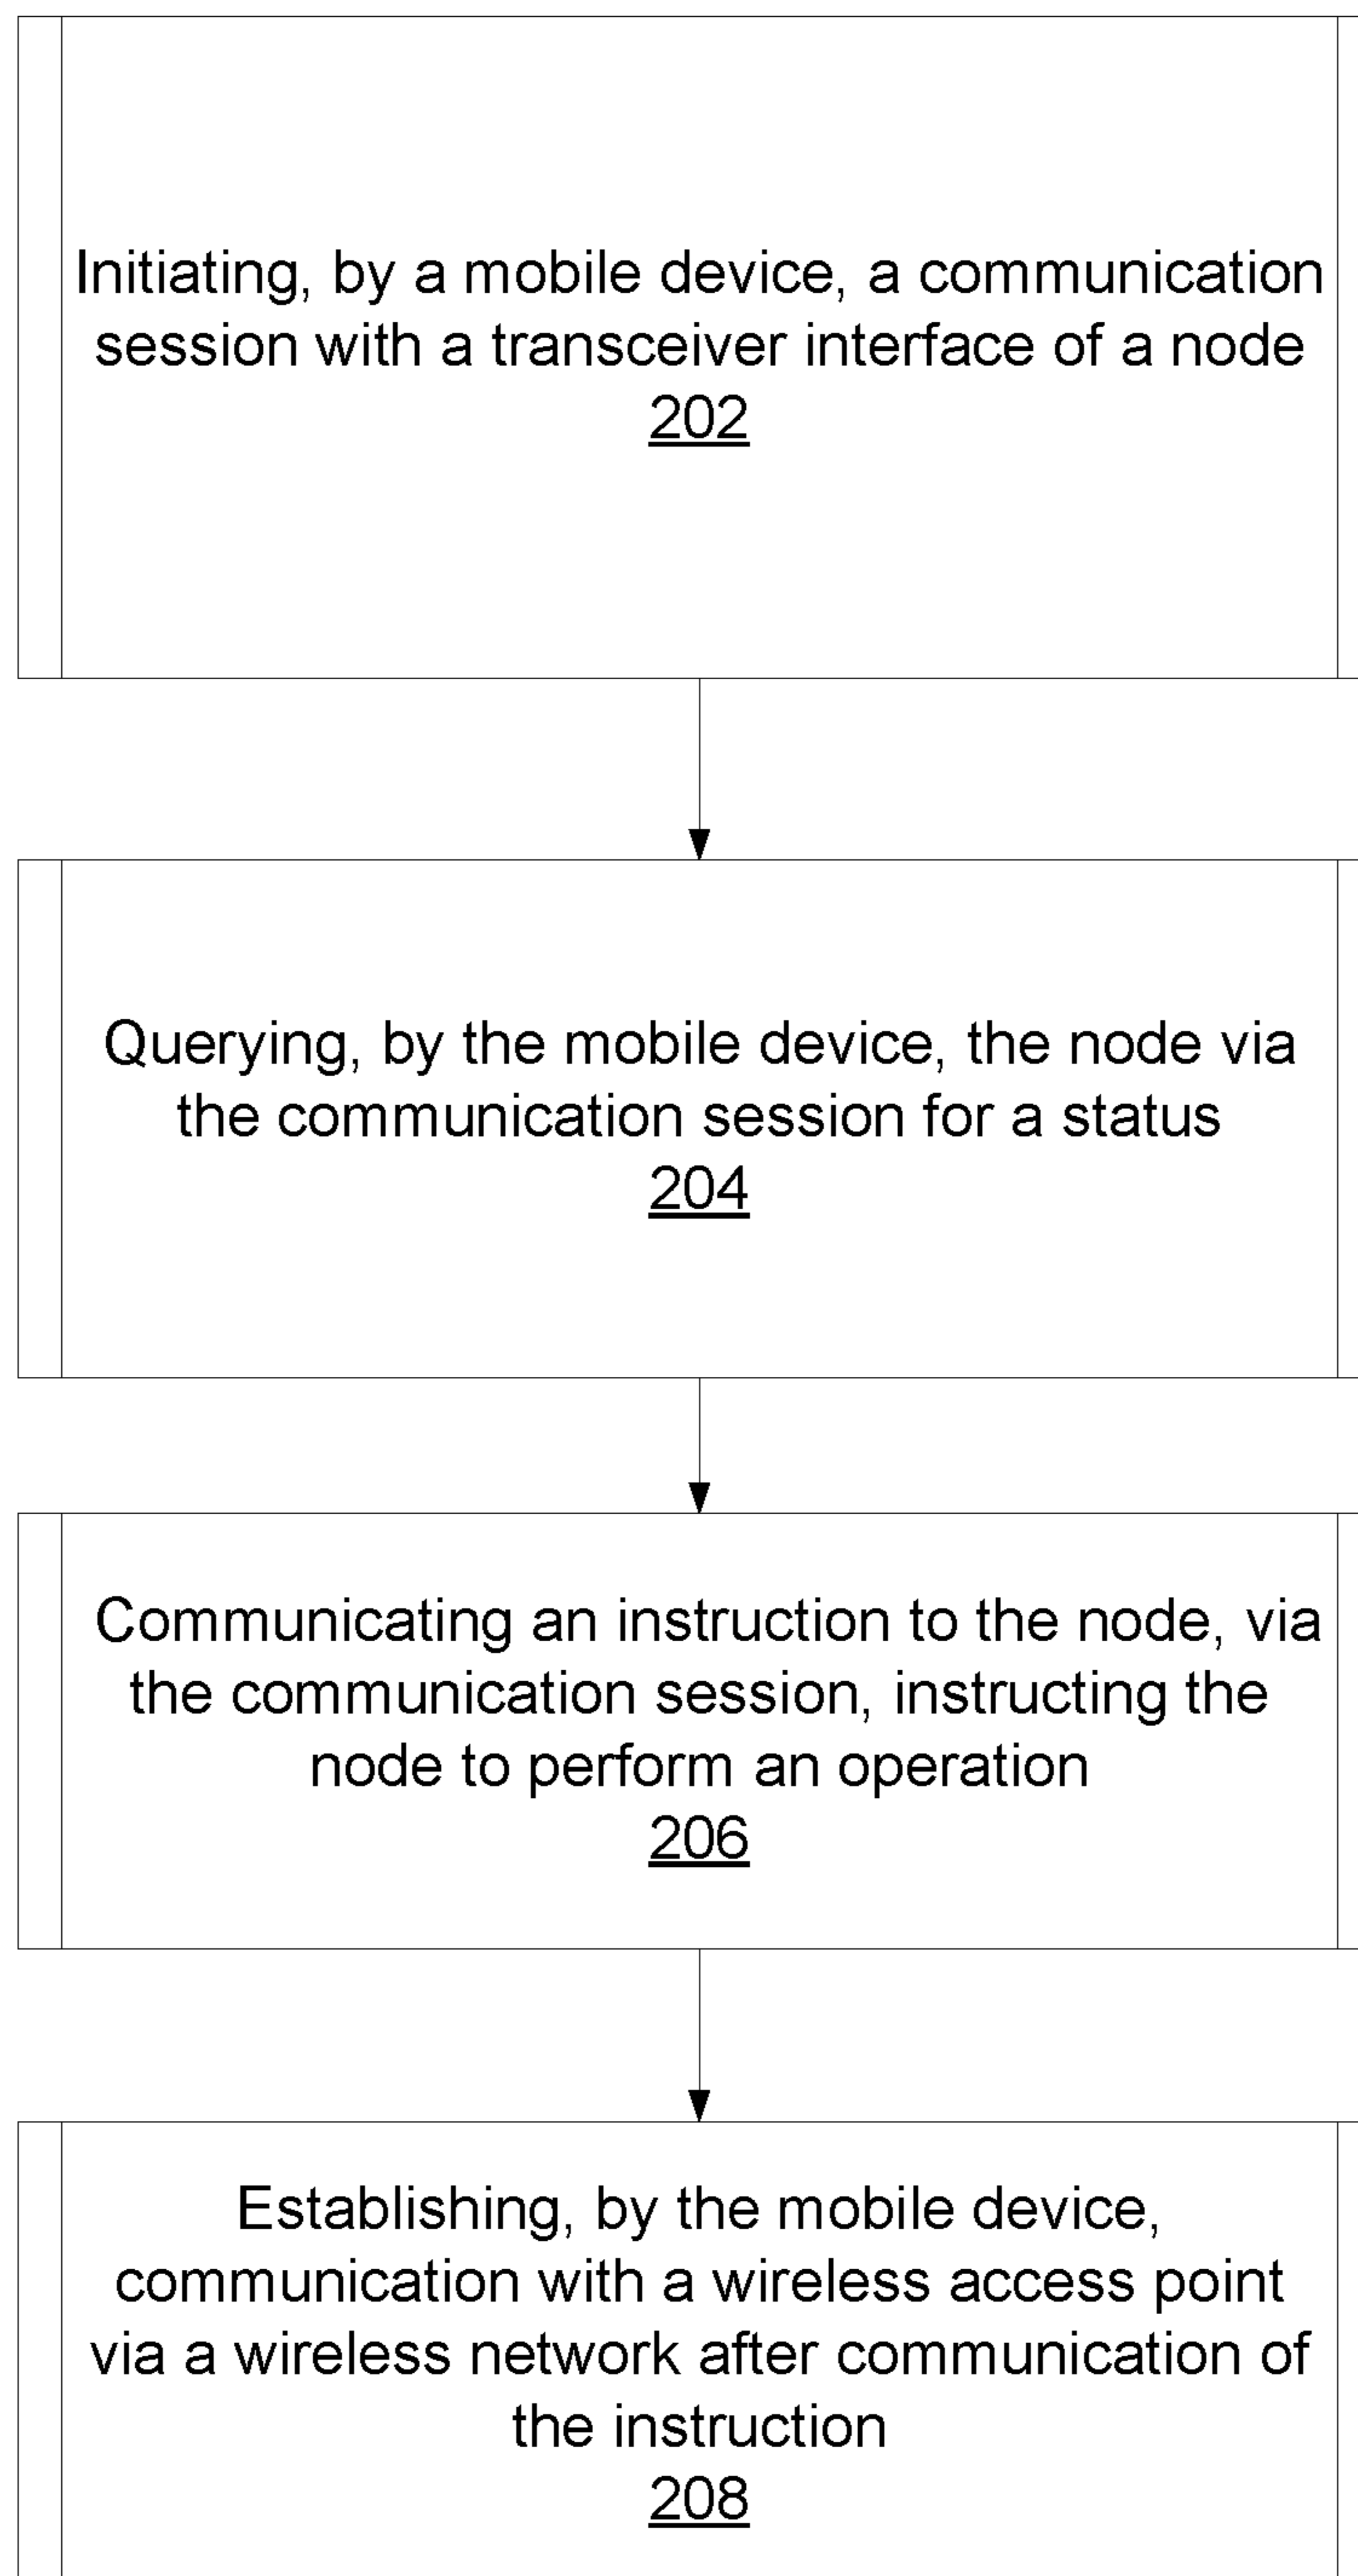 Initiating, by a mobile device, a communication
session with a transceiver interface of a node
202
Querying, by the mobile device, the node via
the communication session for a status
204
Communicating an instruction to the node, via
the communication session, instructing the
node to perform an operation
206
Establishing, by the mobile device,
communication with a wireless access point
via a wireless network after communication of
the instruction
208